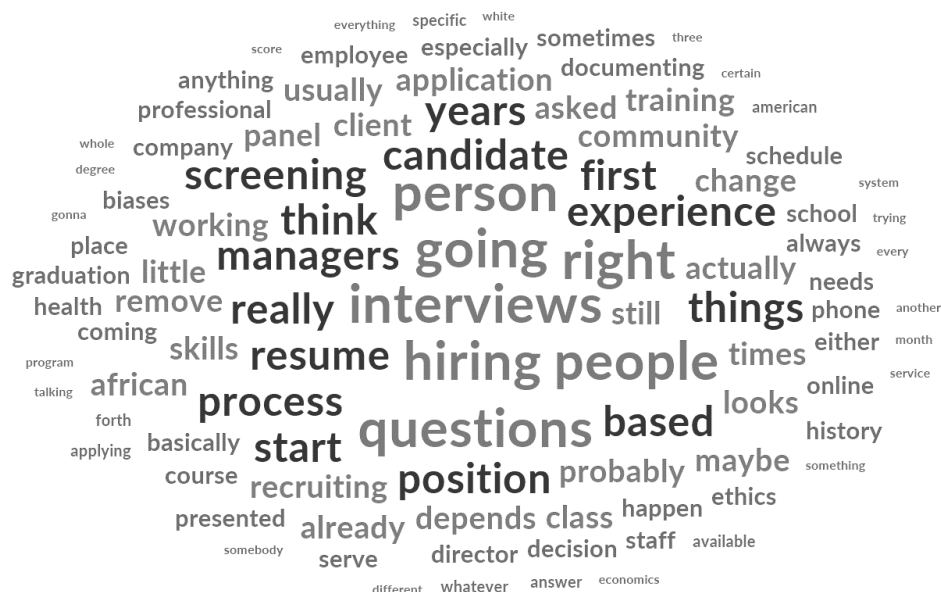 everything specific white
score employee especially sometimes three
anything usually application documenting certain
professional panel client years asked training american
whole company candidate community
degree screening person first change schedule system
gonna biases working think experience school trying
place managers going right actually always every
graduation little needs
health remove really interviews still things phone another
coming skills resume hiring people times either month
program
talking african process looks online service
forth questions based history
applying basically start
course recruiting position probably maybe something
presented already depends class happen ethics
somebody serve director decision staff available
different whatever answer economics